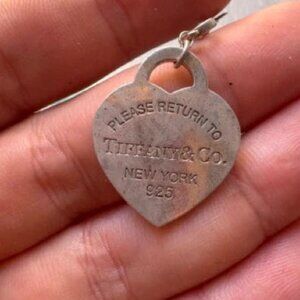 PLEASE RETURN TO
TIFFANY & CO.
NEW YORK
925